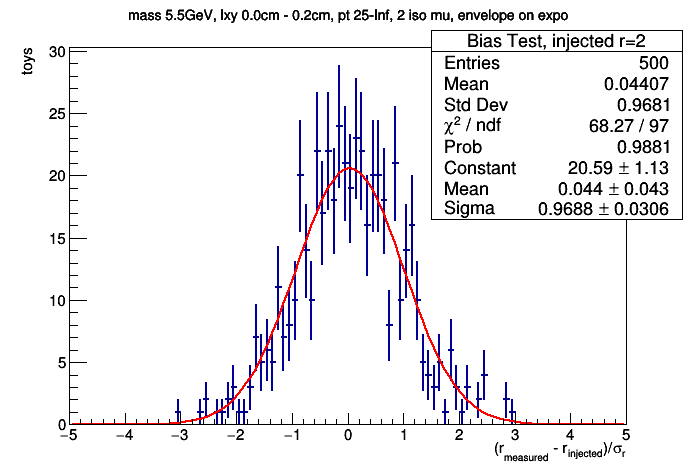 mass 5.5GeV, lxy 0.0cm - 0.2cm, pt 25-Inf, 2 iso mu, envelope on expo
Bias Test, injected r=2
Entries 500
Mean 0.04407
Std Dev 0.9681
χ² / ndf 68.27 / 97
Prob 0.9881
Constant 20.59 ± 1.13
Mean 0.044 ± 0.043
Sigma 0.9688 ± 0.0306
toys
30
25
20
15
10
5
0
−5 −4 −3 −2 −1 0 1 2 3 4 5
(r_measured - r_injected)/σ_r